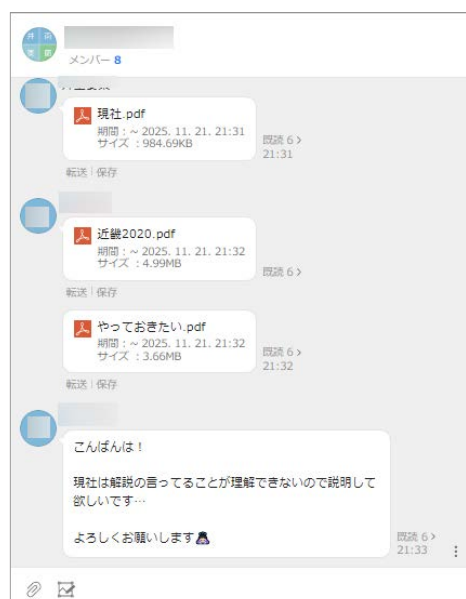 メンバー 8
現社.pdf
期間 : ~ 2025. 11. 21. 21:31
サイズ : 984.69KB
既読 6 >
21:31
転送 | 保存
近畿2020.pdf
期間 : ~ 2025. 11. 21. 21:32
サイズ : 4.99MB
既読 6 >
転送 | 保存
やっておきたい.pdf
期間 : ~ 2025. 11. 21. 21:32
サイズ : 3.66MB
既読 6 >
21:32
転送 | 保存
こんばんは！
現社は解説の言ってることが理解できないので説明して
欲しいです…
よろしくお願いします🙇‍♀️
既読 6 >
21:33